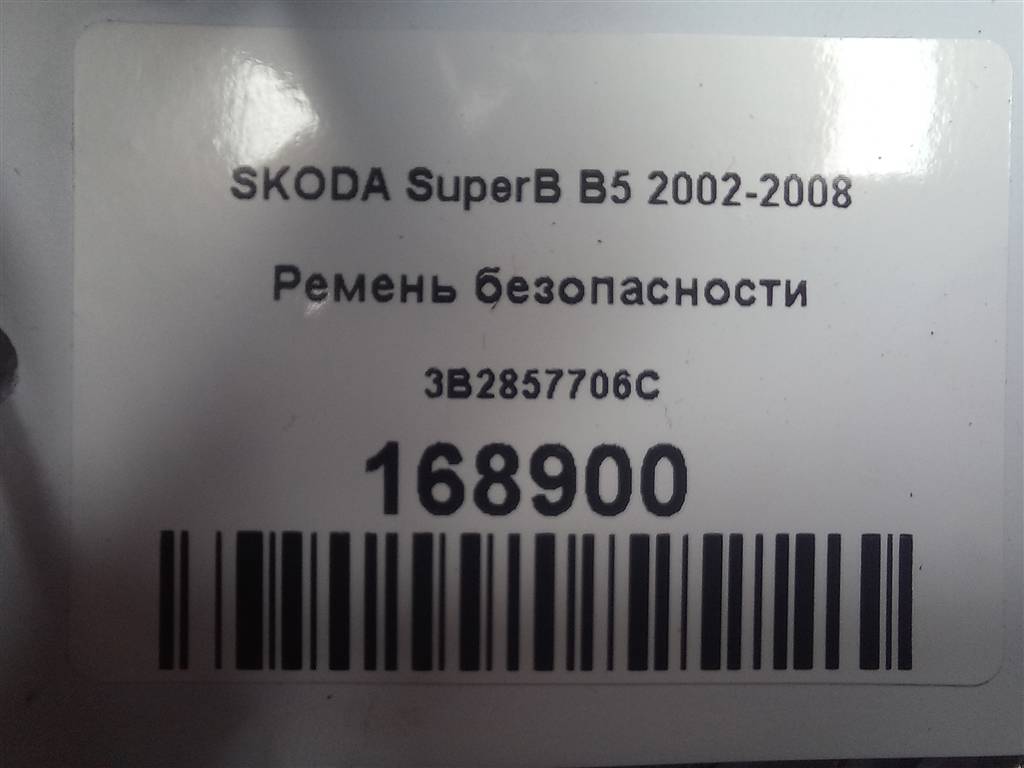 SKODA SuperB B5 2002-2008
Ремень безопасности
3B2857706C
168900